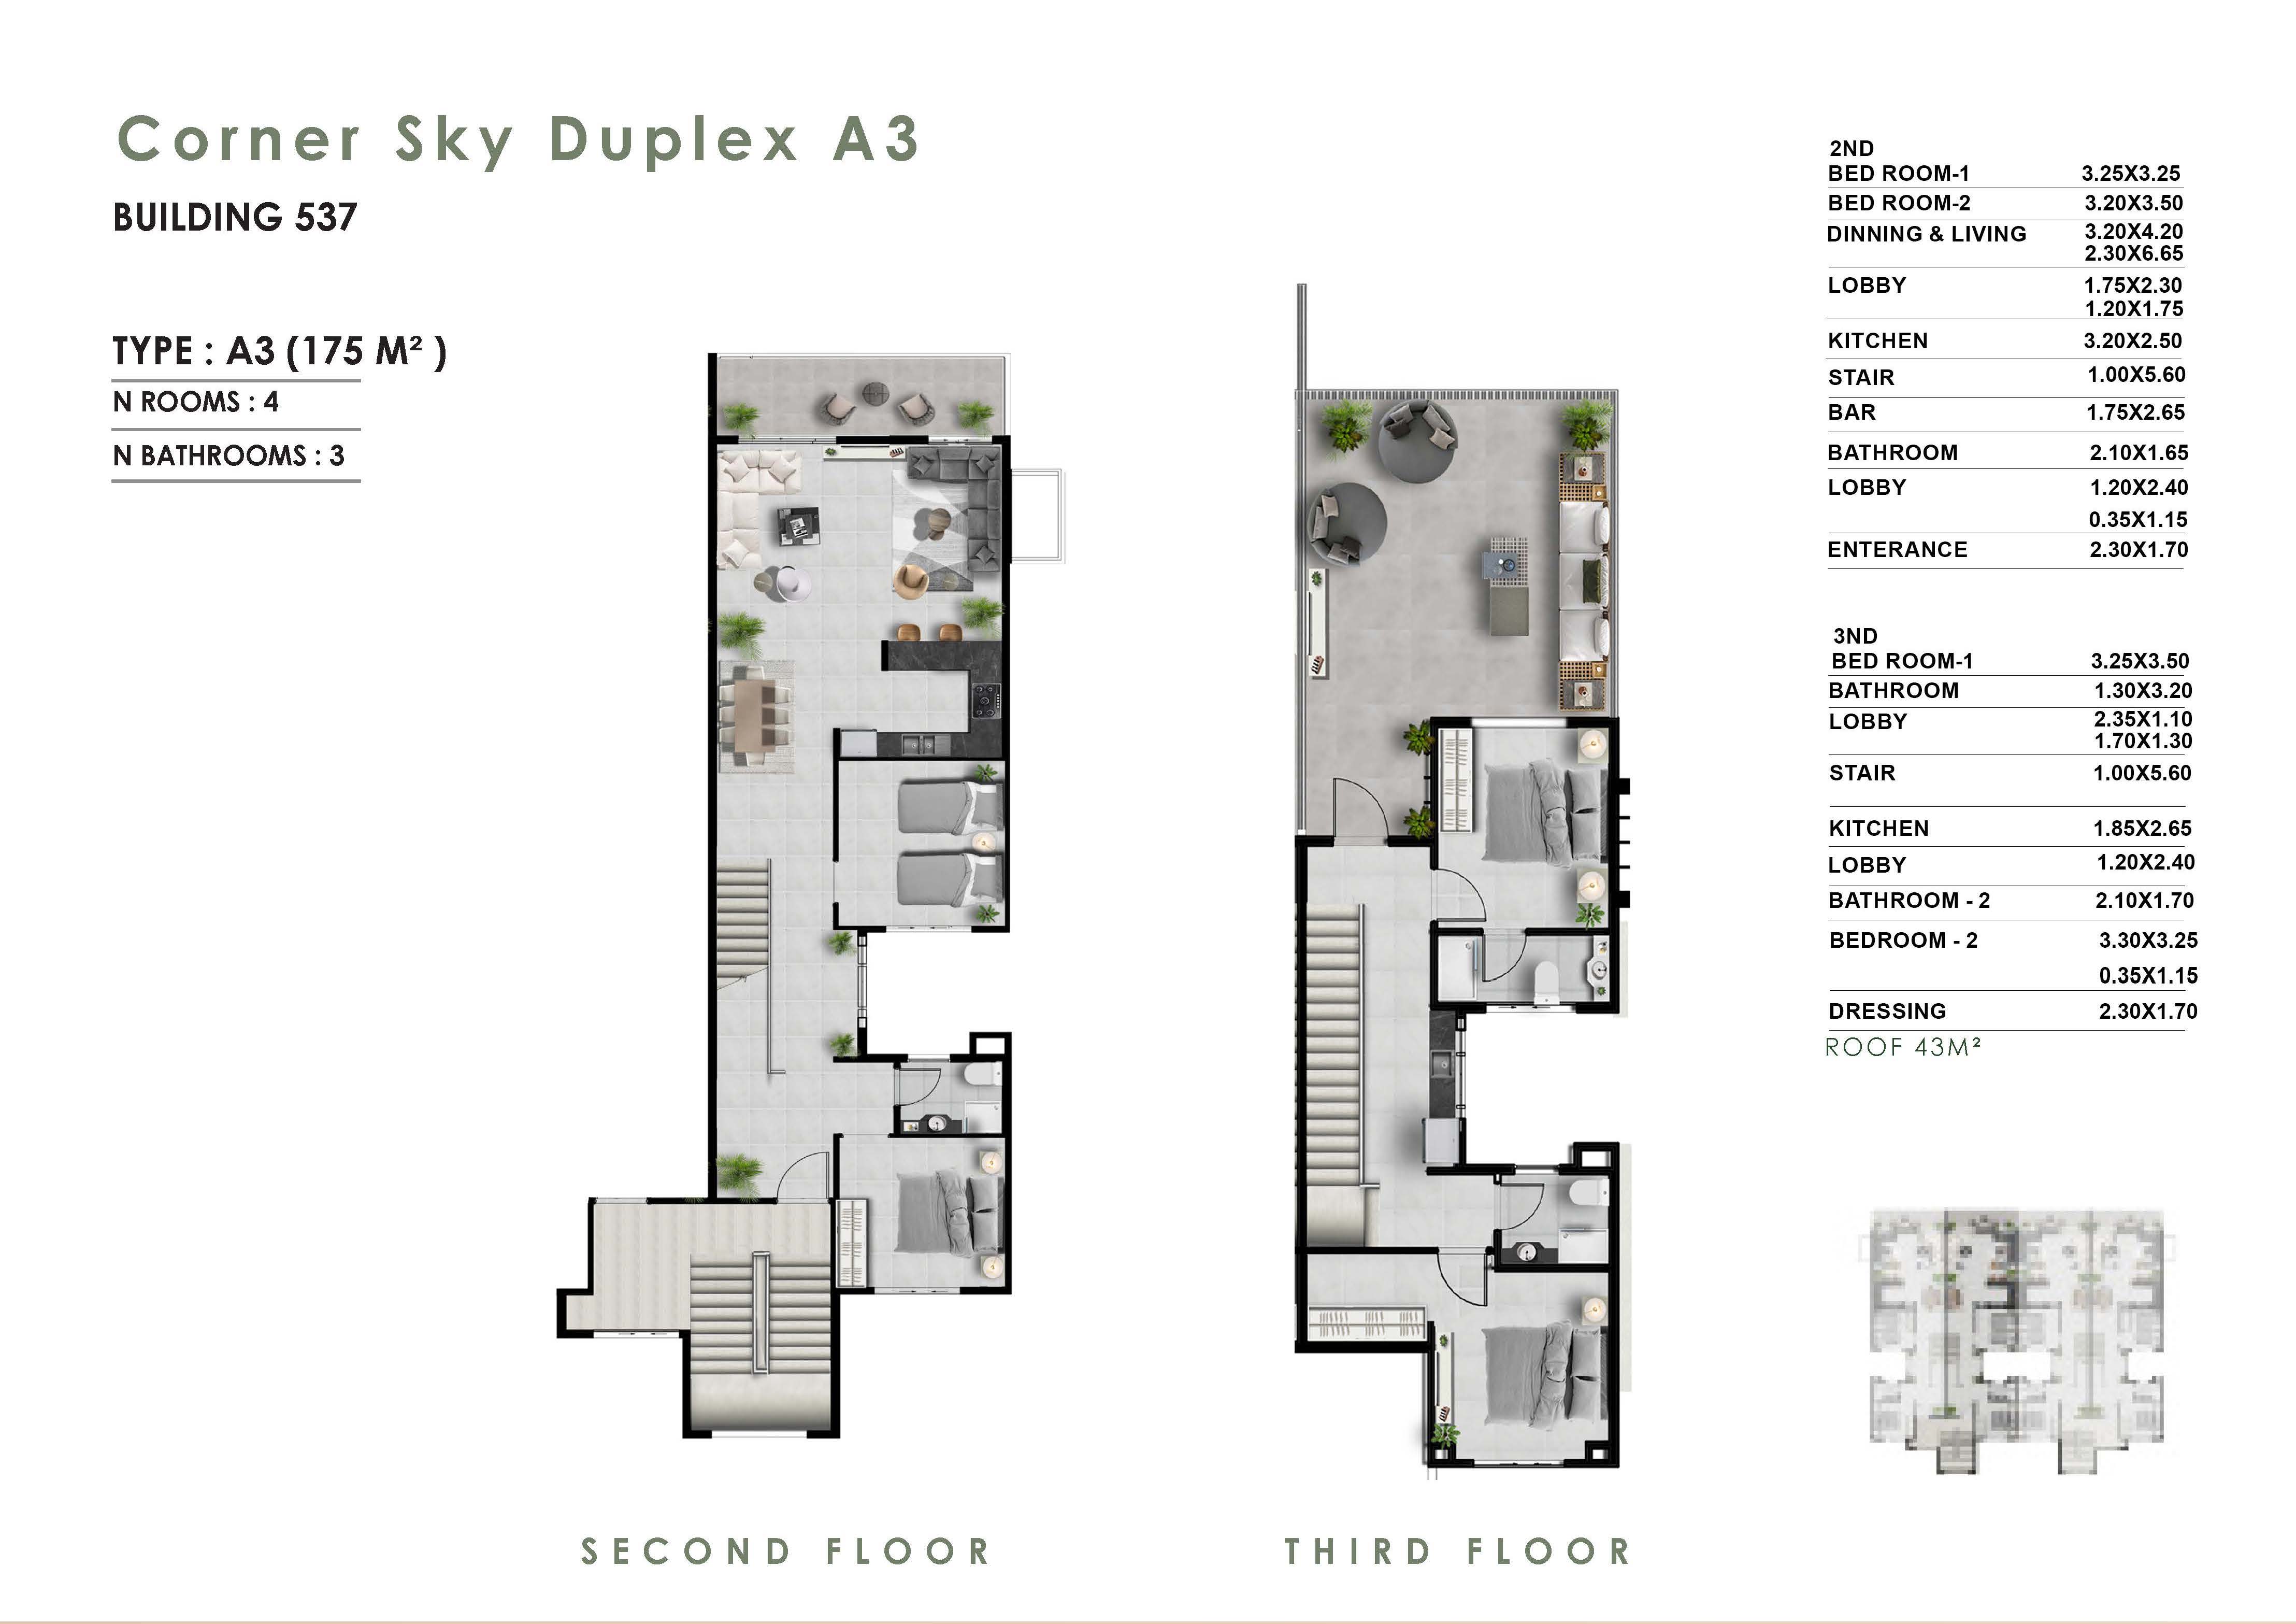 Corner Sky Duplex A3
BUILDING 537
TYPE : A3 (175 M² )
N ROOMS : 4
N BATHROOMS : 3
2ND
BED ROOM-1 3.25X3.25
BED ROOM-2 3.20X3.50
DINNING & LIVING 3.20X4.20
2.30X6.65
LOBBY 1.75X2.30
1.20X1.75
KITCHEN 3.20X2.50
STAIR 1.00X5.60
BAR 1.75X2.65
BATHROOM 2.10X1.65
LOBBY 1.20X2.40
0.35X1.15
ENTERANCE 2.30X1.70
3ND
BED ROOM-1 3.25X3.50
BATHROOM 1.30X3.20
LOBBY 2.35X1.10
1.70X1.30
STAIR 1.00X5.60
KITCHEN 1.85X2.65
LOBBY 1.20X2.40
BATHROOM - 2 2.10X1.70
BEDROOM - 2 3.30X3.25
0.35X1.15
DRESSING 2.30X1.70
ROOF 43M²
SECOND FLOOR
THIRD FLOOR